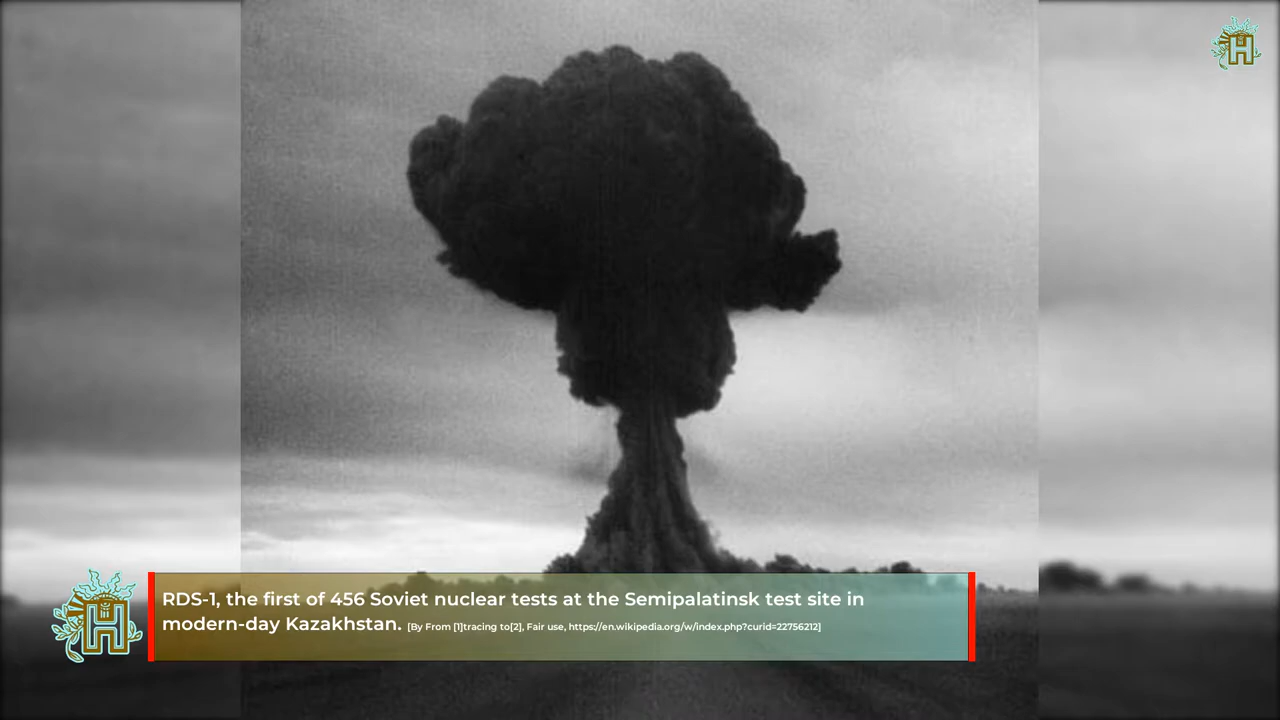 H
RDS-1, the first of 456 Soviet nuclear tests at the Semipalatinsk test site in
modern-day Kazakhstan. [By From [1]tracing to[2], Fair use, https://en.wikipedia.org/w/index.php?curid=22756212]
H